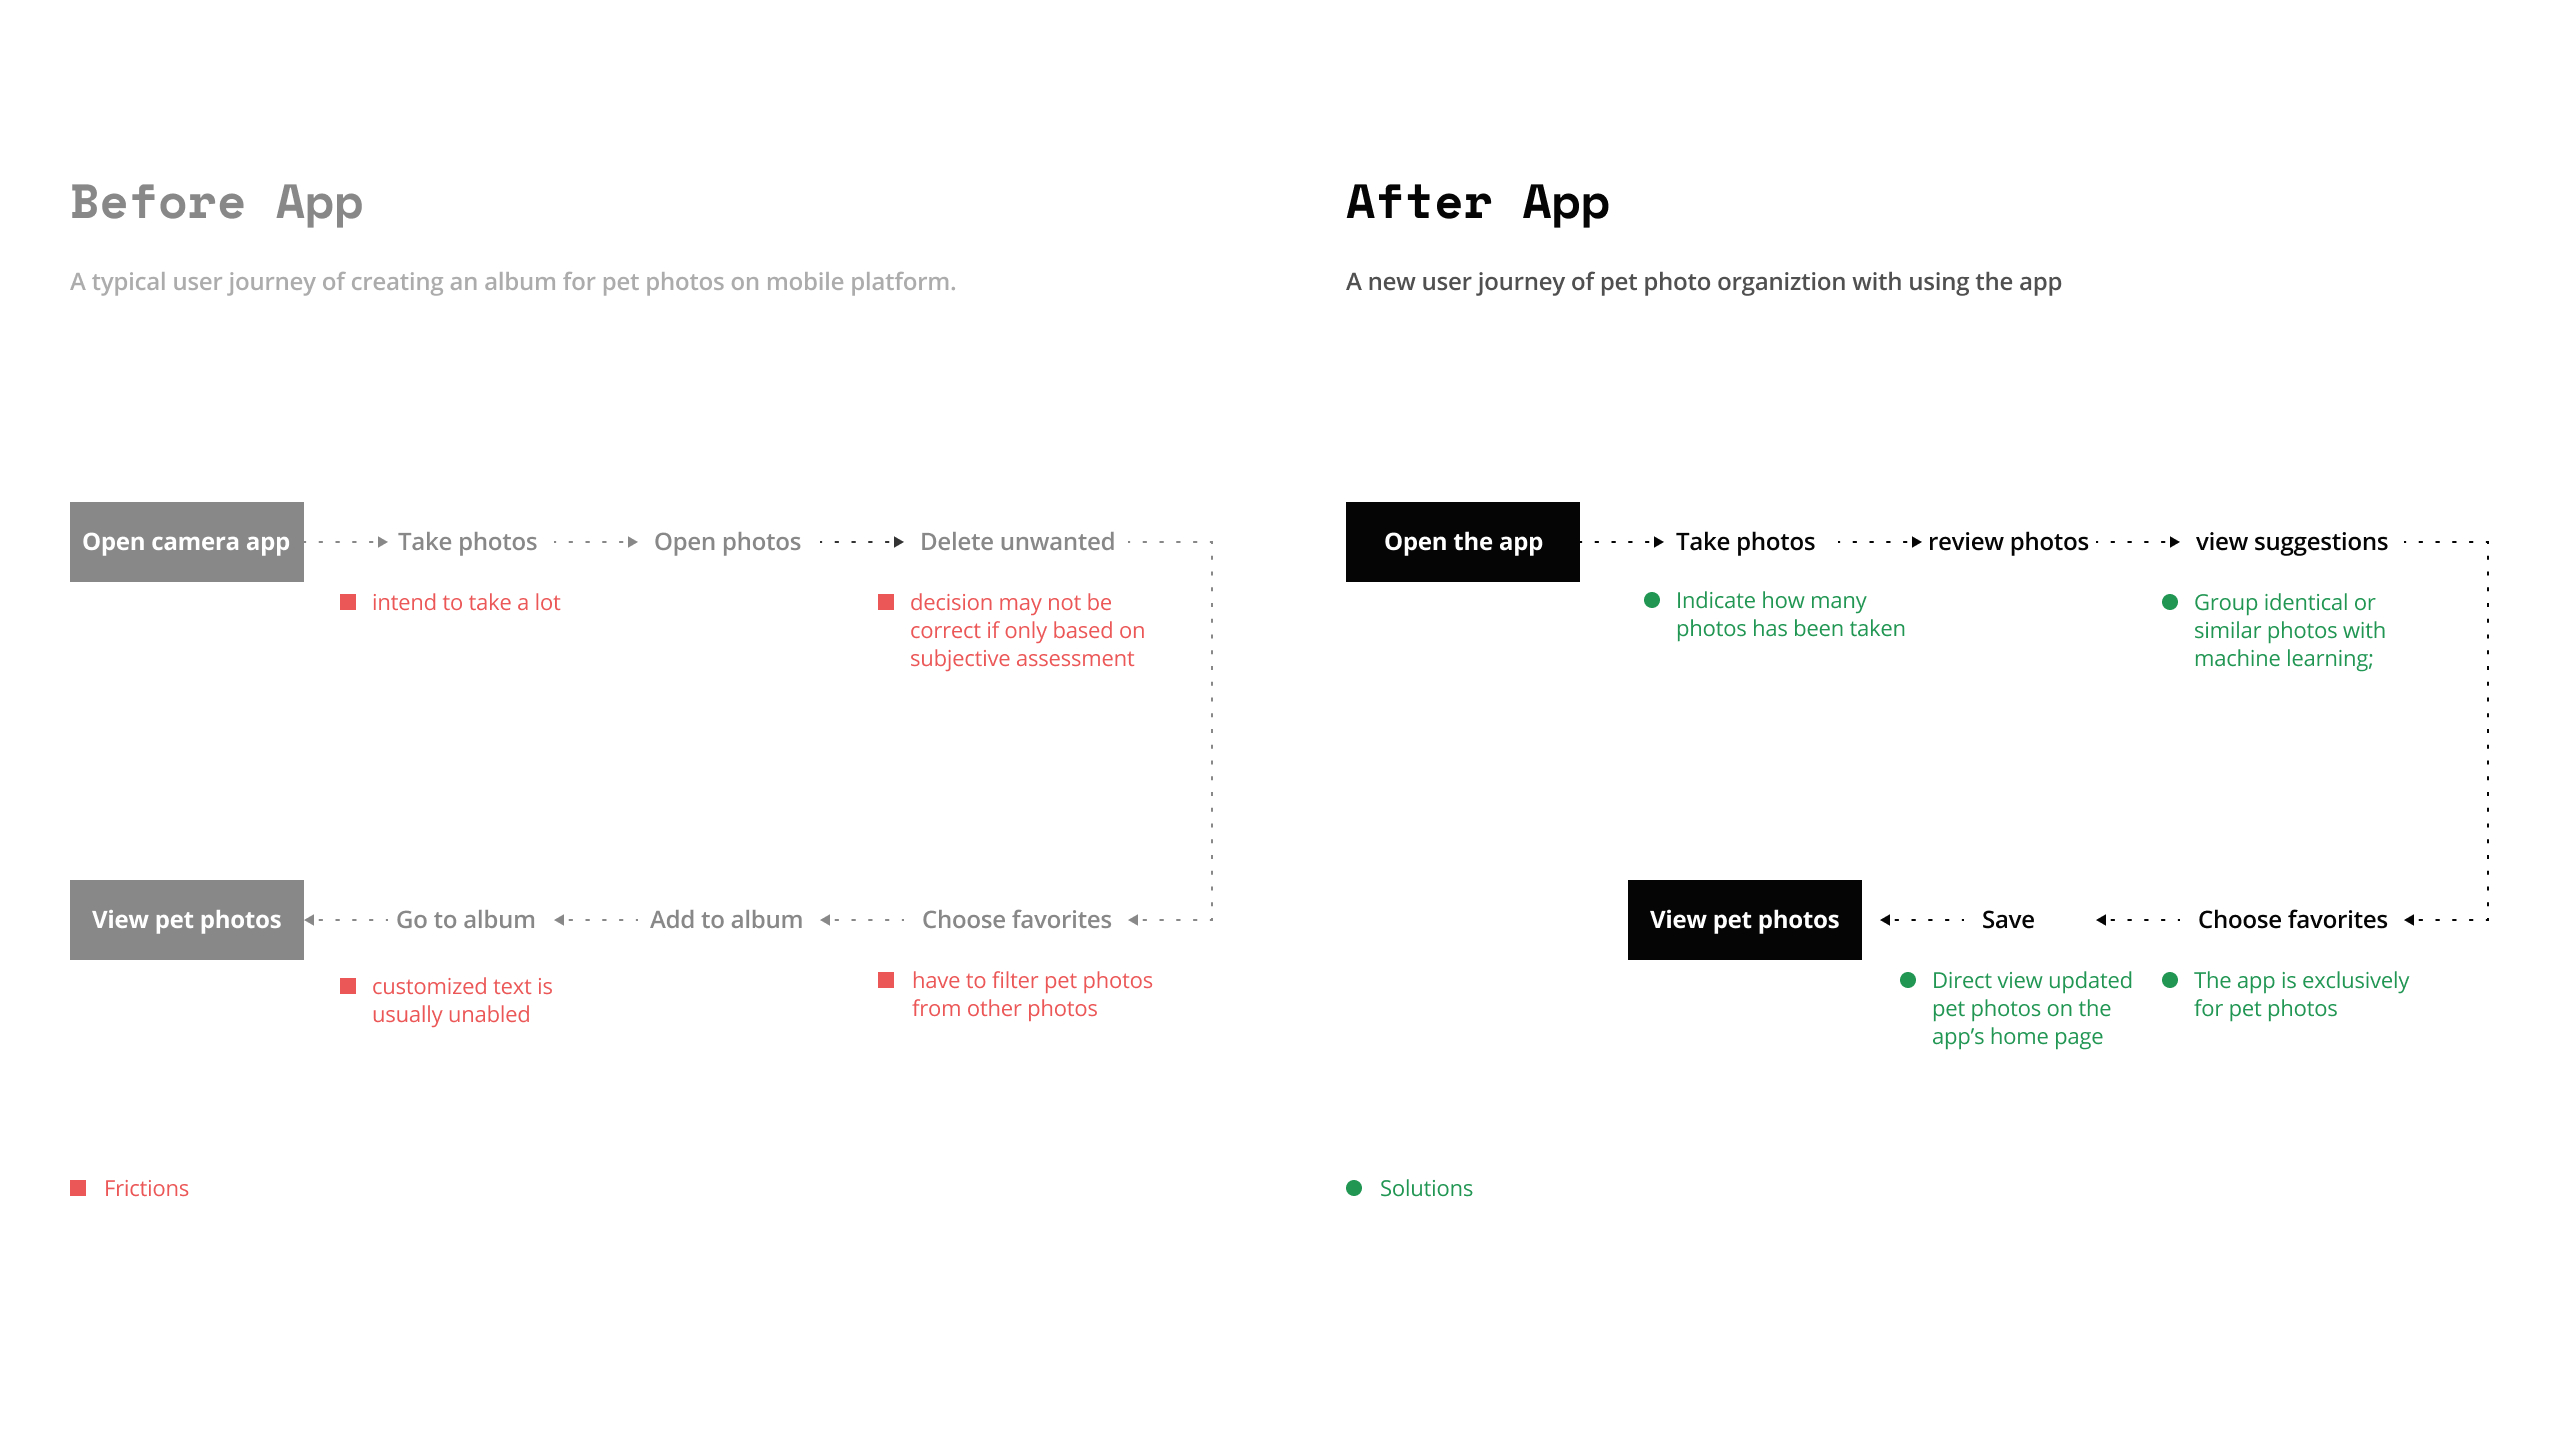 Before App
A typical user journey of creating an album for pet photos on mobile platform.
Open camera app
Take photos
Open photos
Delete unwanted
intend to take a lot
decision may not be
correct if only based on
subjective assessment
View pet photos
Go to album
Add to album
Choose favorites
customized text is
usually unabled
have to filter pet photos
from other photos
Frictions
After App
A new user journey of pet photo organiztion with using the app
Open the app
Take photos
review photos
view suggestions
Indicate how many
photos has been taken
Group identical or
similar photos with
machine learning;
View pet photos
Save
Choose favorites
Direct view updated
pet photos on the
app’s home page
The app is exclusively
for pet photos
Solutions